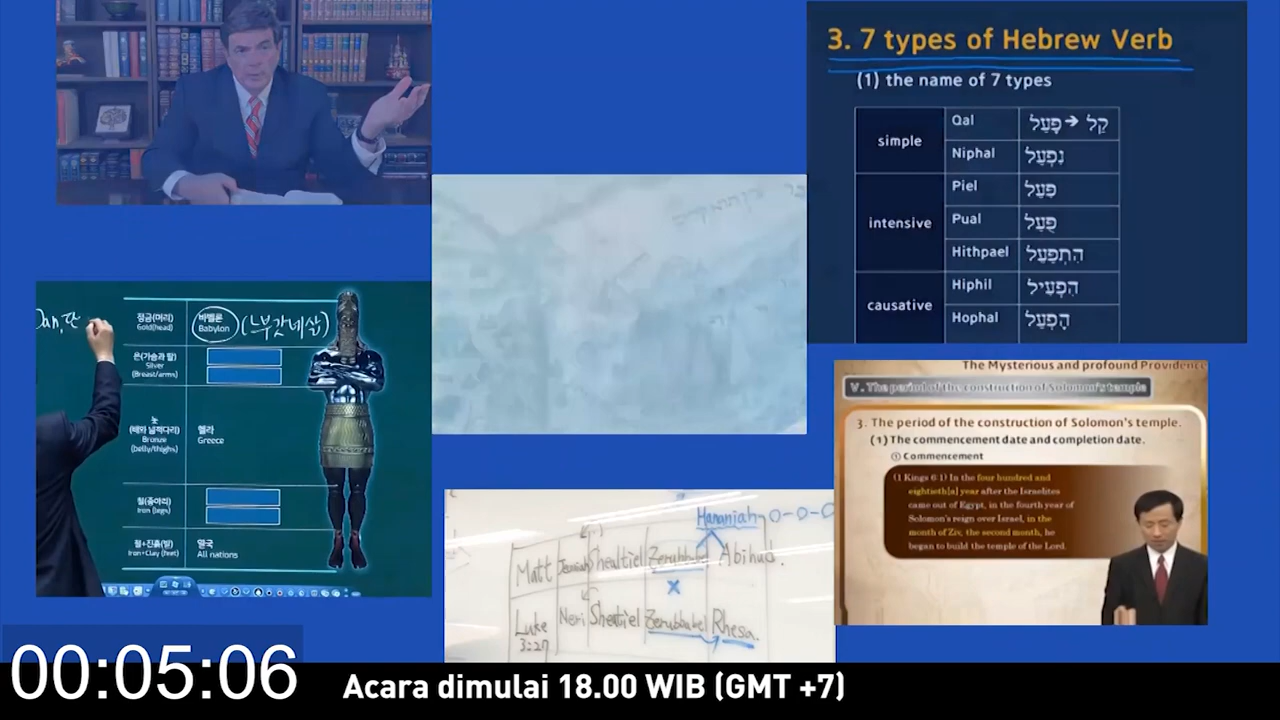 3. 7 types of Hebrew Verb
(1) the name of 7 types
simple
Qal
קַל → פָּעַל
Niphal
נִפְעַל
intensive
Piel
Pual
פֻּעַל
Hithpael
הִתְפַּעֵל
causative
Hiphil
הִפְעִיל
Hophal
הָפְעַל
Dan, 단
정금(머리)
Gold(head)
바벨론
Babylon
(느부갓네살)
은(가슴과 팔)
Silver
(Breast/arms)
놋
(배와 넓적다리)
Bronze
(belly/thighs)
헬라
Greece
철(종아리)
Iron (legs)
철+진흙(발)
Iron+Clay (feet)
열국
All nations
Hananiah-O-O-O
Matt
Jeconiah
Shealtiel
Zerubbabel
Abihud.
Luke
3:27
Neri
Shealtiel
Zerubbabel
Rhesa.
The Mysterious and profound Providence
V. The period of the construction of Solomon's temple
3. The period of the construction of Solomon's temple.
(1) The commencement date and completion date.
① Commencement
(1 Kings 6:1) In the four hundred and
eightieth[a] year after the Israelites
came out of Egypt, in the fourth year of
Solomon's reign over Israel, in the
month of Ziv, the second month, he
began to build the temple of the Lord.
00:05:06
Acara dimulai 18.00 WIB (GMT +7)